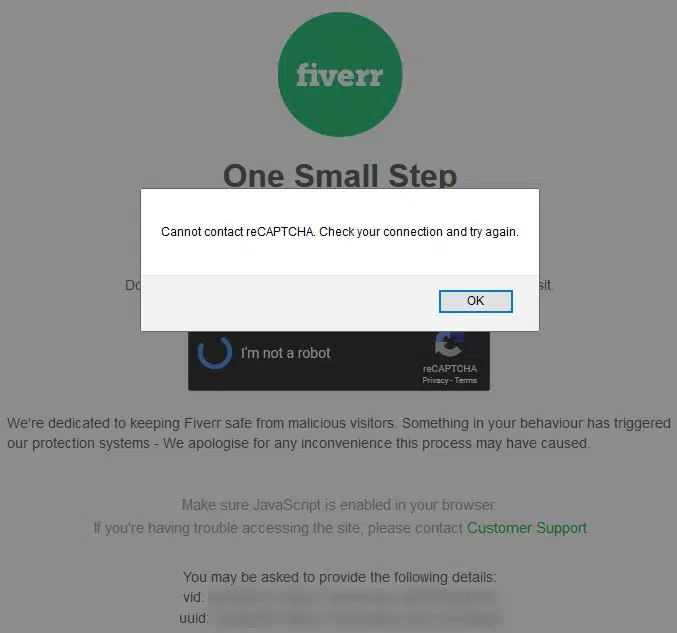 fiverr
One Small Step
Cannot contact reCAPTCHA. Check your connection and try again.
sit.
OK
I'm not a robot
reCAPTCHA
Privacy - Terms
We're dedicated to keeping Fiverr safe from malicious visitors. Something in your behaviour has triggered
our protection systems - We apologise for any inconvenience this process may have caused.
Make sure JavaScript is enabled in your browser.
If you're having trouble accessing the site, please contact Customer Support
You may be asked to provide the following details:
vid:
uuid: